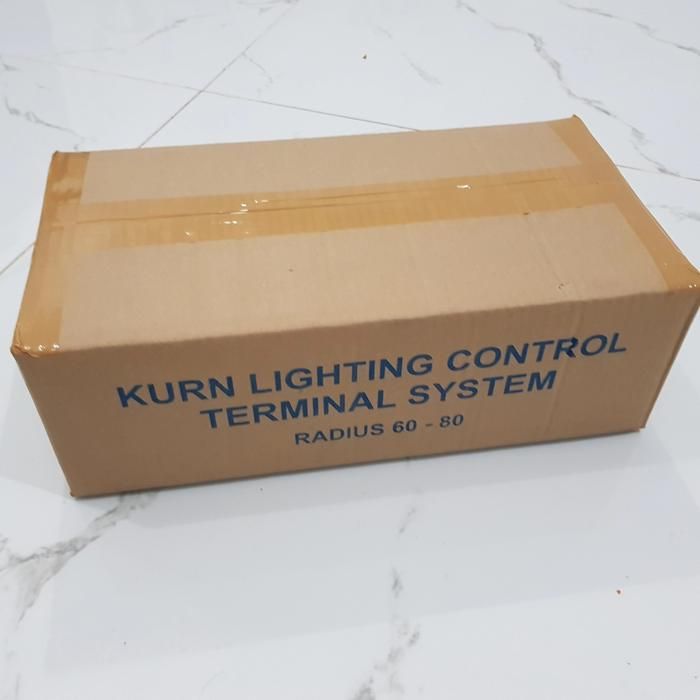 KURN LIGHTING CONTROL
TERMINAL SYSTEM
RADIUS 60 - 80